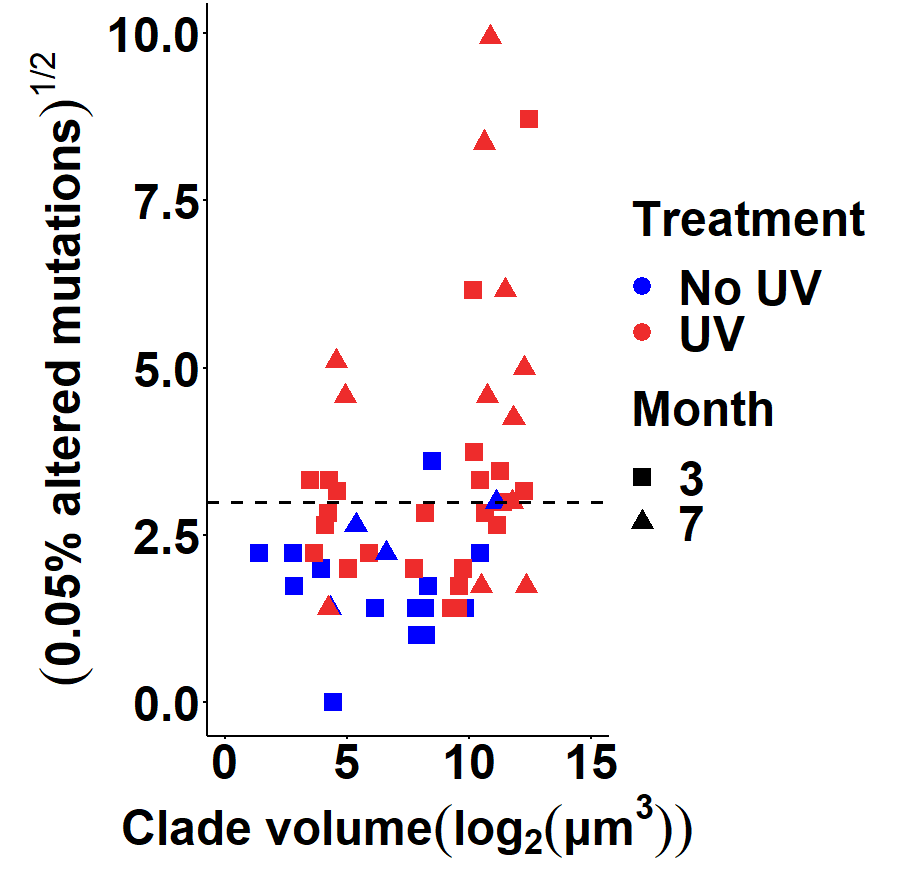 (0.05% altered mutations)^1/2
10.0
7.5
5.0
2.5
0.0
0 5 10 15
Clade volume(log₂(µm³))
Treatment
No UV
UV
Month
3
7